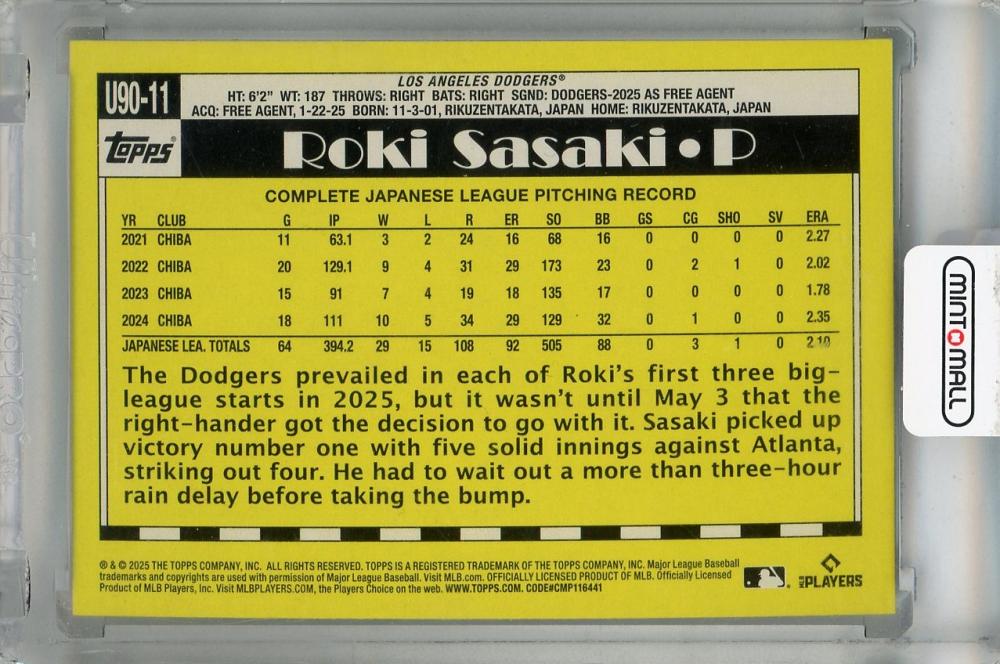 U90-11
LOS ANGELES DODGERS®
HT: 6'2" WT: 187 THROWS: RIGHT BATS: RIGHT SGND: DODGERS-2025 AS FREE AGENT
ACQ: FREE AGENT, 1-22-25 BORN: 11-3-01, RIKUZENTAKATA, JAPAN HOME: RIKUZENTAKATA, JAPAN
Topps®
Roki Sasaki • P
COMPLETE JAPANESE LEAGUE PITCHING RECORD
YR CLUB G IP W L R ER SO BB GS CG SHO SV ERA
2021 CHIBA 11 63.1 3 2 24 16 68 16 0 0 0 0 2.27
2022 CHIBA 20 129.1 9 4 31 29 173 23 0 2 1 0 2.02
2023 CHIBA 15 91 7 4 19 18 135 17 0 0 0 0 1.78
2024 CHIBA 18 111 10 5 34 29 129 32 0 1 0 0 2.35
JAPANESE LEA. TOTALS 64 394.2 29 15 108 92 505 88 0 3 1 0 2.10
The Dodgers prevailed in each of Roki's first three big-
league starts in 2025, but it wasn't until May 3 that the
right-hander got the decision to go with it. Sasaki picked up
victory number one with five solid innings against Atlanta,
striking out four. He had to wait out a more than three-hour
rain delay before taking the bump.
® & © 2025 THE TOPPS COMPANY, INC. ALL RIGHTS RESERVED. TOPPS IS A REGISTERED TRADEMARK OF THE TOPPS COMPANY, INC. Major League Baseball
trademarks and copyrights are used with permission of Major League Baseball. Visit MLB.com. OFFICIALLY LICENSED PRODUCT OF MLB. Officially Licensed
Product of MLB Players, Inc. Visit MLBPLAYERS.COM, the Players Choice on the web. WWW.TOPPS.COM. CODE#CMP116441
MLB PLAYERS
MINT MALL